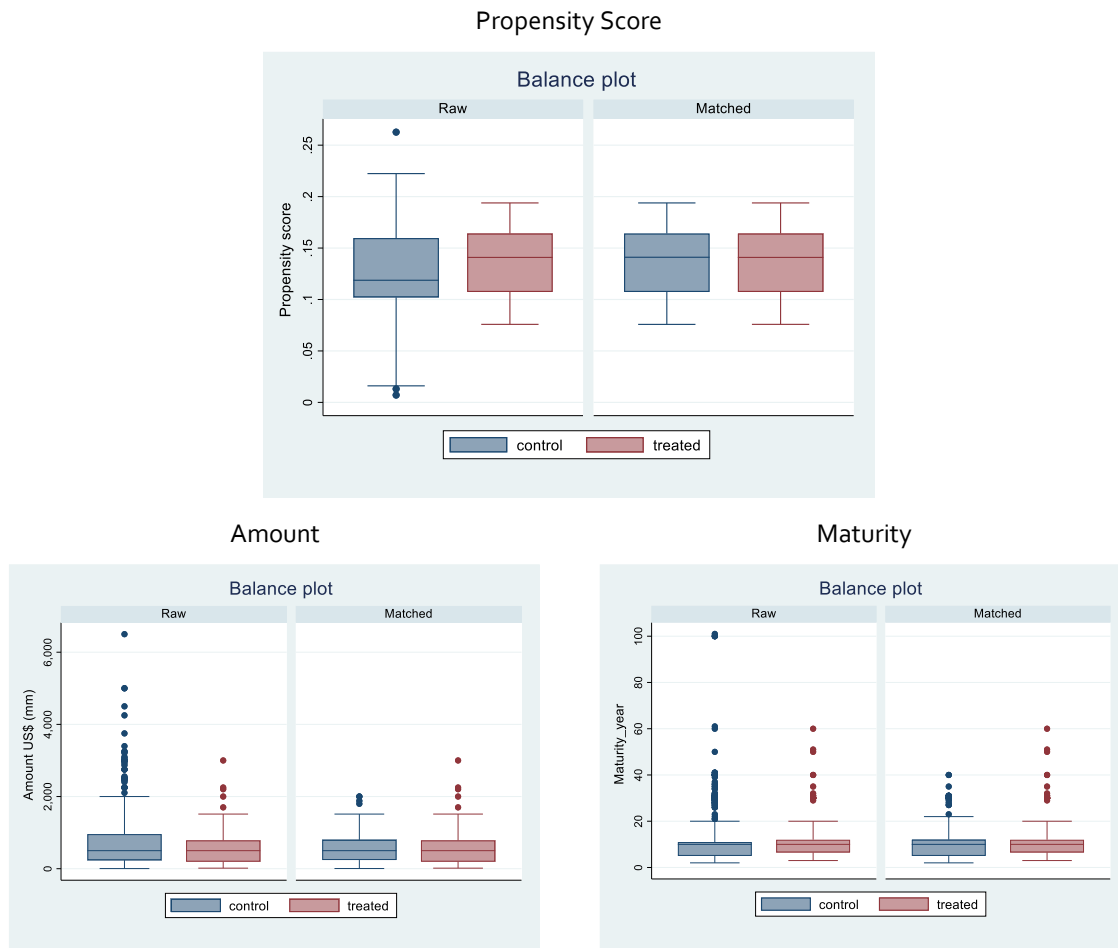 Propensity Score
Balance plot
Raw Matched
Propensity score
.25
.2
.15
.1
.05
0
control treated
Amount
Balance plot
Raw Matched
Amount US$ (mm)
6,000
4,000
2,000
0
control treated
Maturity
Balance plot
Raw Matched
Maturity_year
100
80
60
40
20
0
control treated